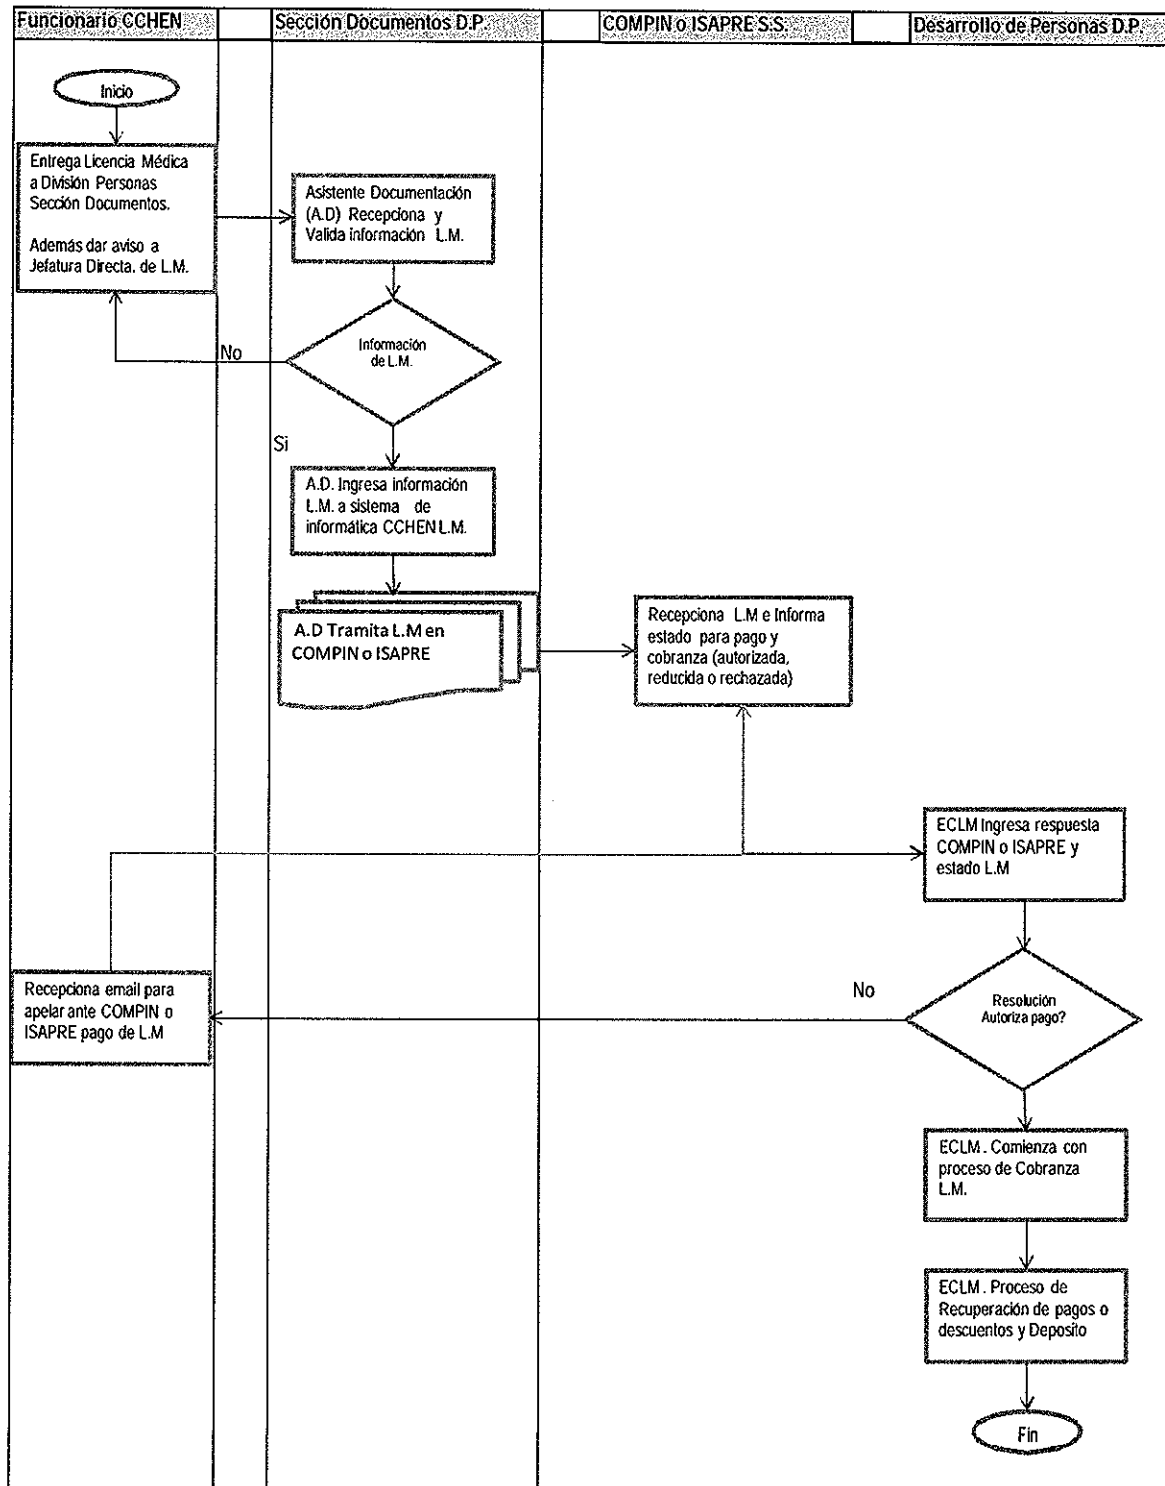 Funcionario CCHEN
Sección Documentos D.P.
COMPIN o ISAPRE S.S.
Desarrollo de Personas D.P.
Inicio
Entrega Licencia Médica
a División Personas
Sección Documentos.
Además dar aviso a
Jefatura Directa. de L.M.
Asistente Documentación
(A.D) Recepciona y
Valida información L.M.
Información
de L.M.
No
Si
A.D. Ingresa información
L.M. a sistema de
informática CCHEN L.M.
A.D Tramita L.M en
COMPIN o ISAPRE
Recepciona L.M e Informa
estado para pago y
cobranza (autorizada,
reducida o rechazada)
ECLM Ingresa respuesta
COMPIN o ISAPRE y
estado L.M
Recepciona email para
apelar ante COMPIN o
ISAPRE pago de L.M
No
Resolución
Autoriza pago?
ECLM. Comienza con
proceso de Cobranza
L.M.
ECLM. Proceso de
Recuperación de pagos o
descuentos y Deposito
Fin